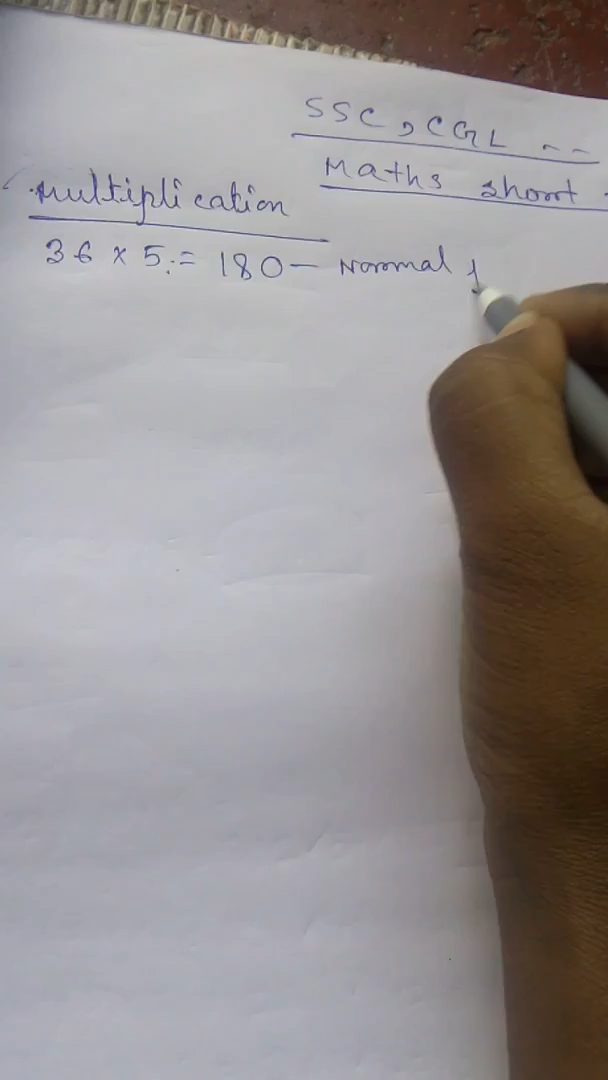 SSC, CGL --
Maths short
Multiplication
36 × 5 = 180 - Normal